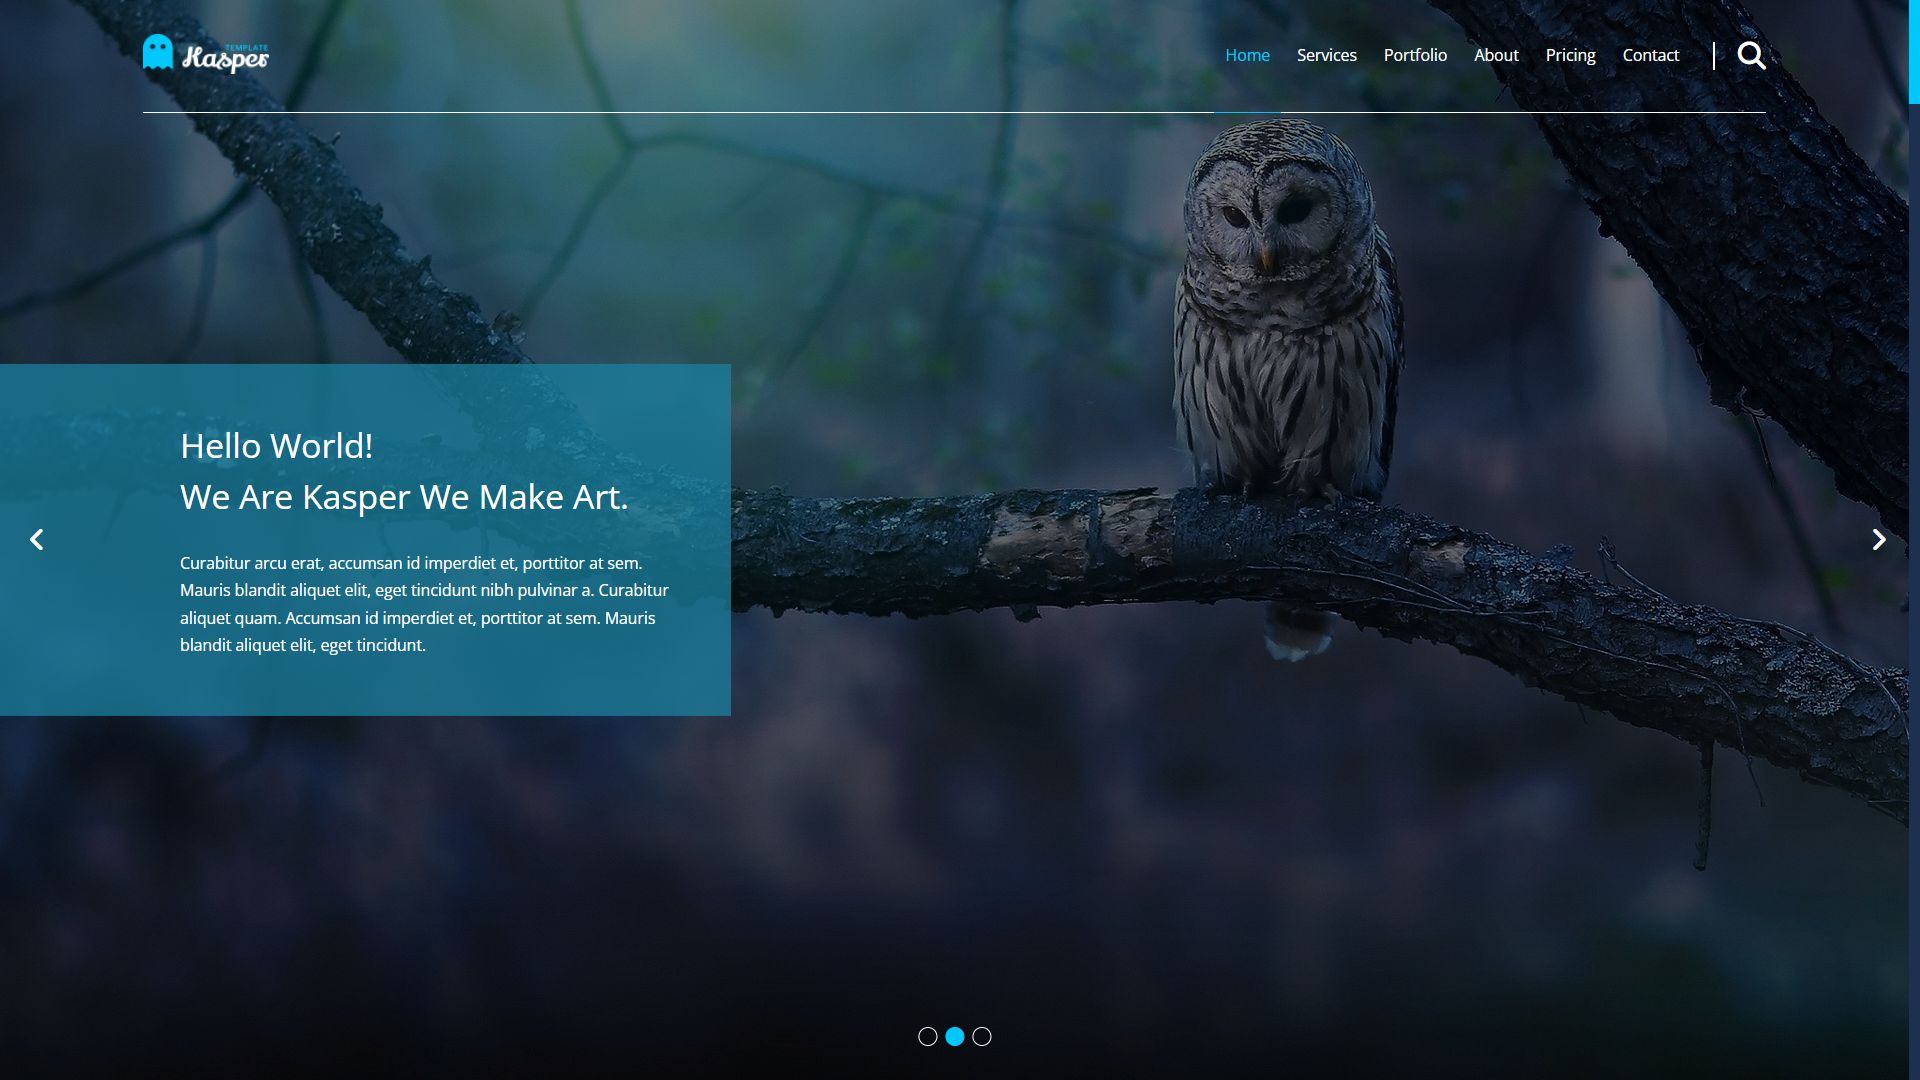 TEMPLATE
Kasper
Home Services Portfolio About Pricing Contact
Hello World!
We Are Kasper We Make Art.
Curabitur arcu erat, accumsan id imperdiet et, porttitor at sem.
Mauris blandit aliquet elit, eget tincidunt nibh pulvinar a. Curabitur
aliquet quam. Accumsan id imperdiet et, porttitor at sem. Mauris
blandit aliquet elit, eget tincidunt.